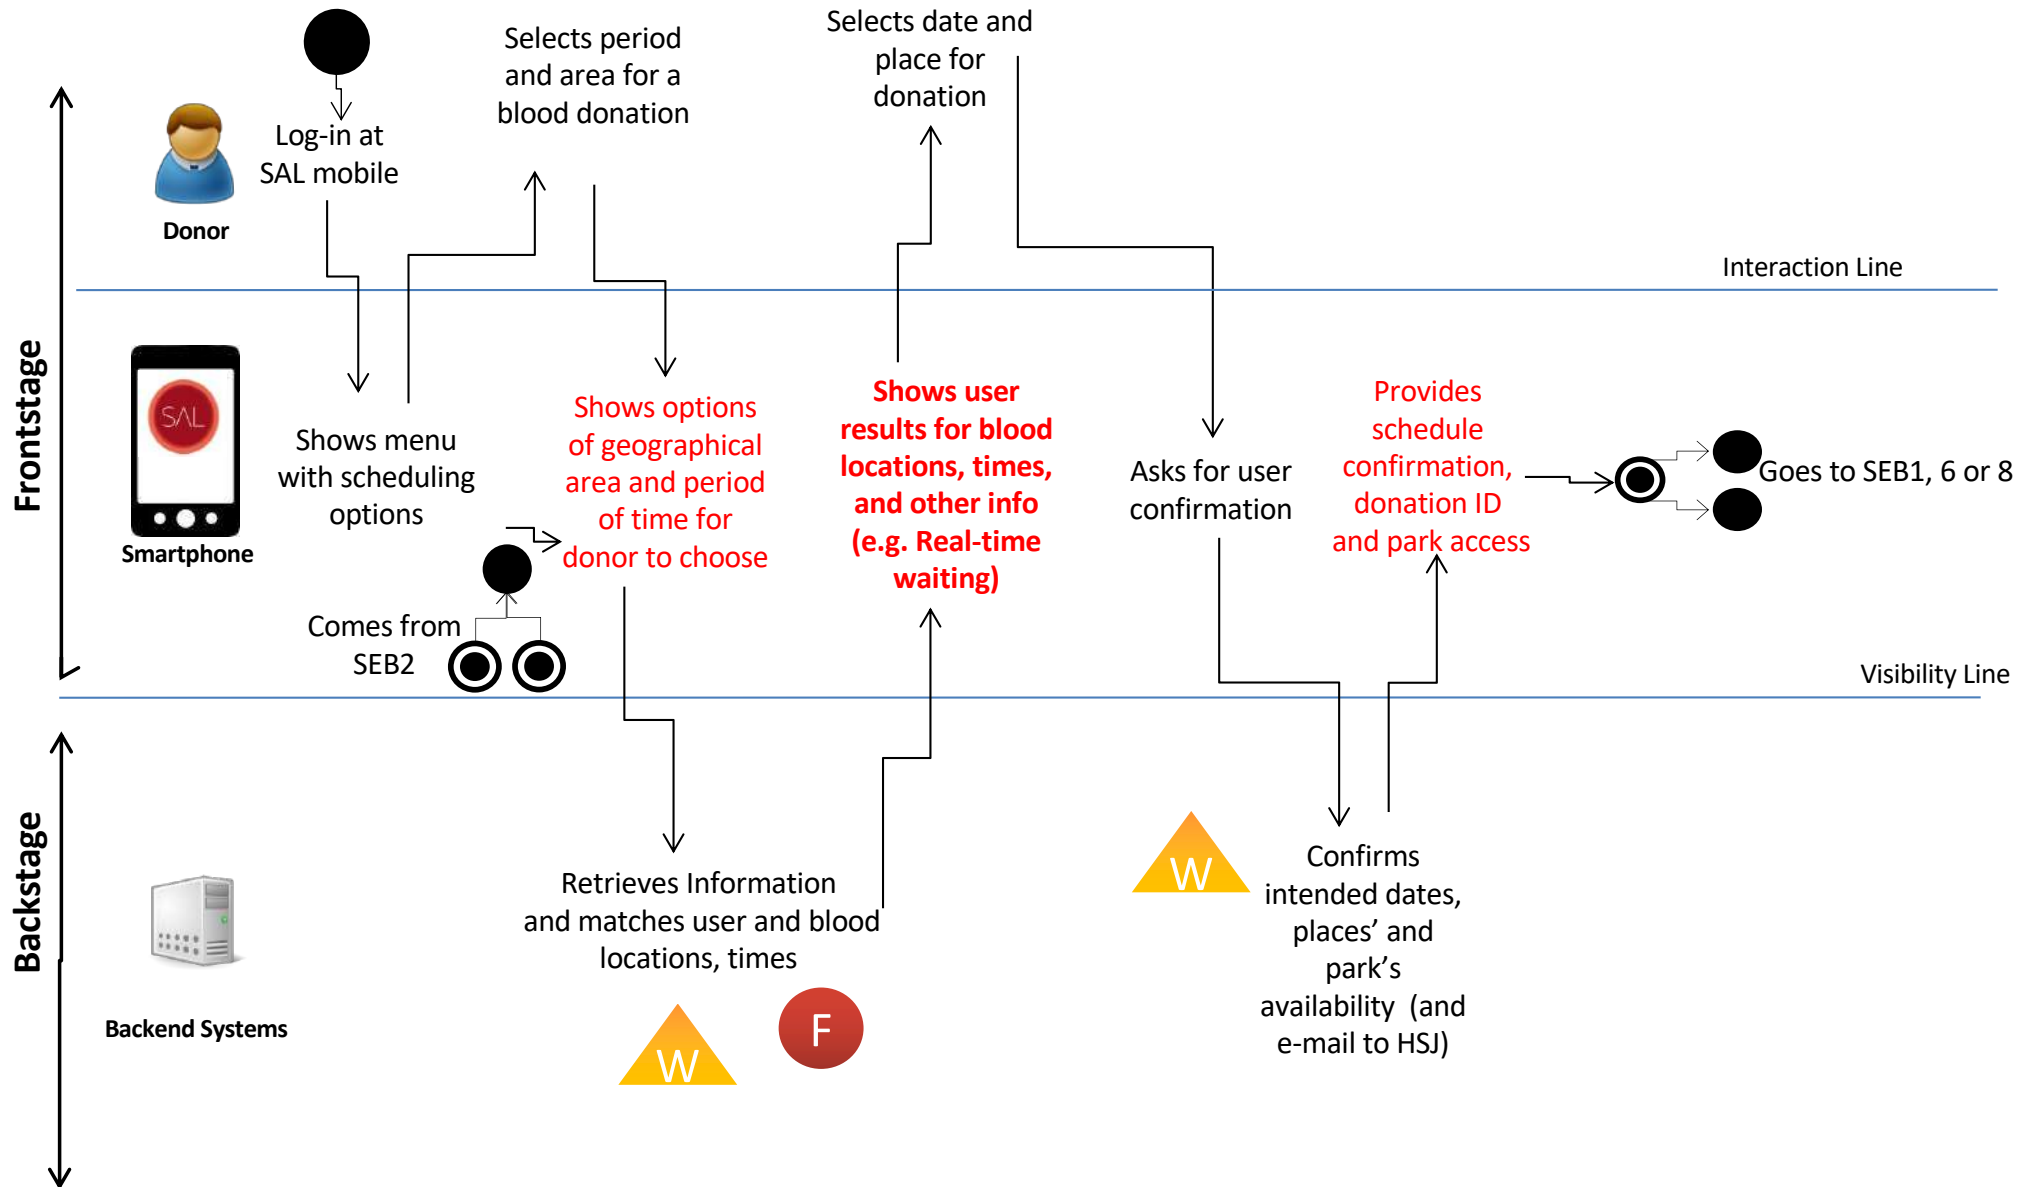 Selects period
and area for a
blood donation
Selects date and
place for
donation
Log-in at
SAL mobile
Donor
Interaction Line
Frontstage
SAL
Smartphone
Shows menu
with scheduling
options
Shows options
of geographical
area and period
of time for
donor to choose
Shows user
results for blood
locations, times,
and other info
(e.g. Real-time
waiting)
Asks for user
confirmation
Provides
schedule
confirmation,
donation ID
and park access
Goes to SEB1, 6 or 8
Comes from
SEB2
Visibility Line
Backstage
Backend Systems
Retrieves Information
and matches user and blood
locations, times
W
F
W
Confirms
intended dates,
places’ and
park’s
availability (and
e-mail to HSJ)